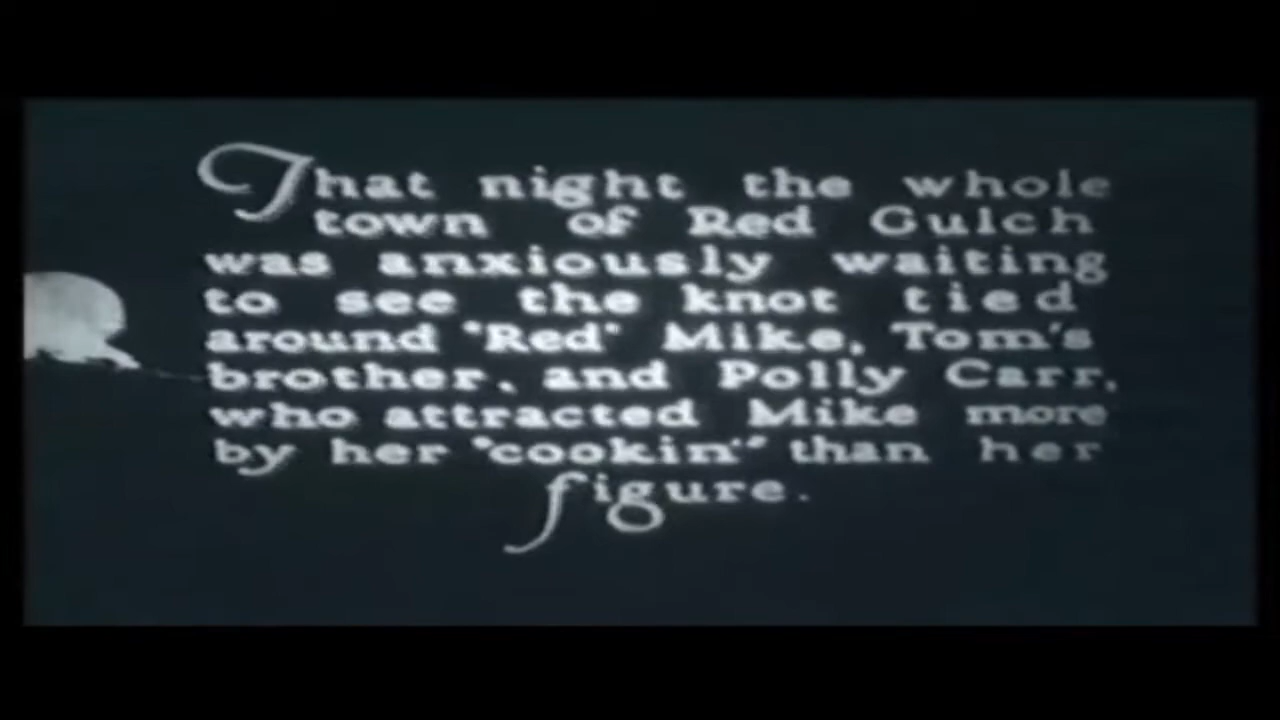 That night the whole
town of Red Gulch
was anxiously waiting
to see the knot tied
around "Red" Mike, Tom's
brother, and Polly Carr,
who attracted Mike more
by her "cookin'" than her
figure.